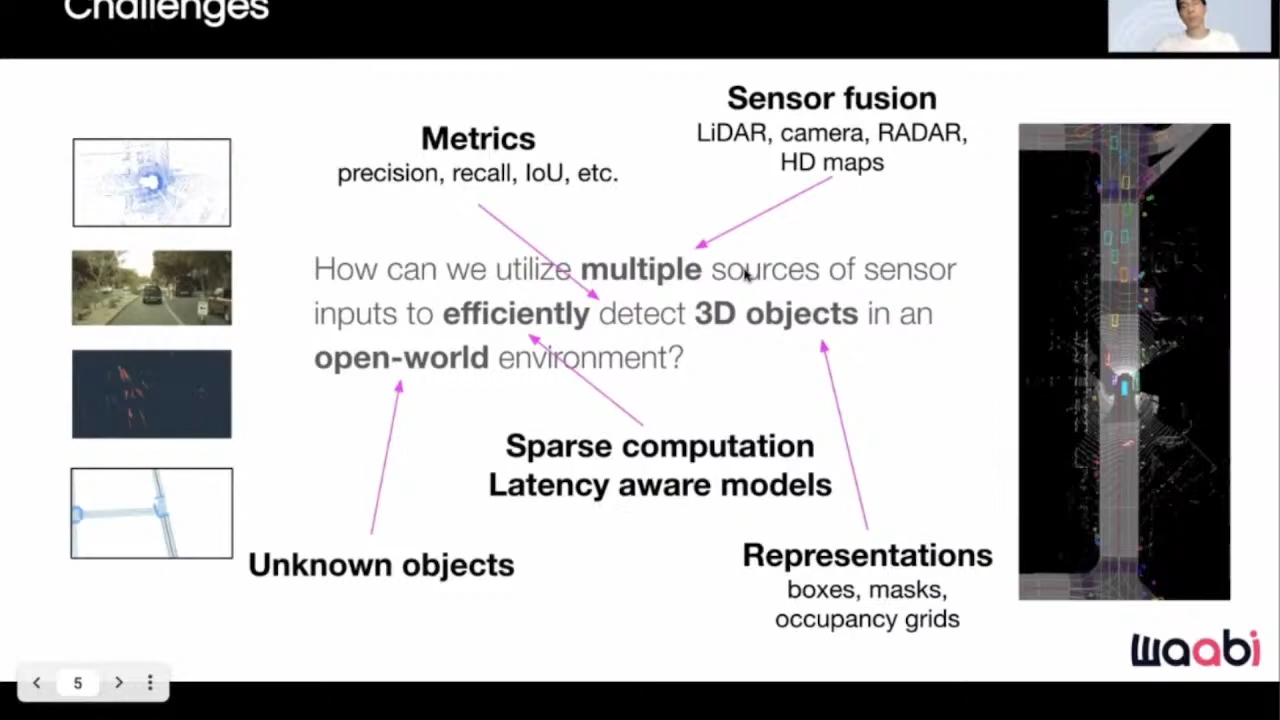 Challenges
Sensor fusion
LiDAR, camera, RADAR,
HD maps
Metrics
precision, recall, IoU, etc.
How can we utilize multiple sources of sensor
inputs to efficiently detect 3D objects in an
open-world environment?
Sparse computation
Latency aware models
Unknown objects
Representations
boxes, masks,
occupancy grids
waabi
5